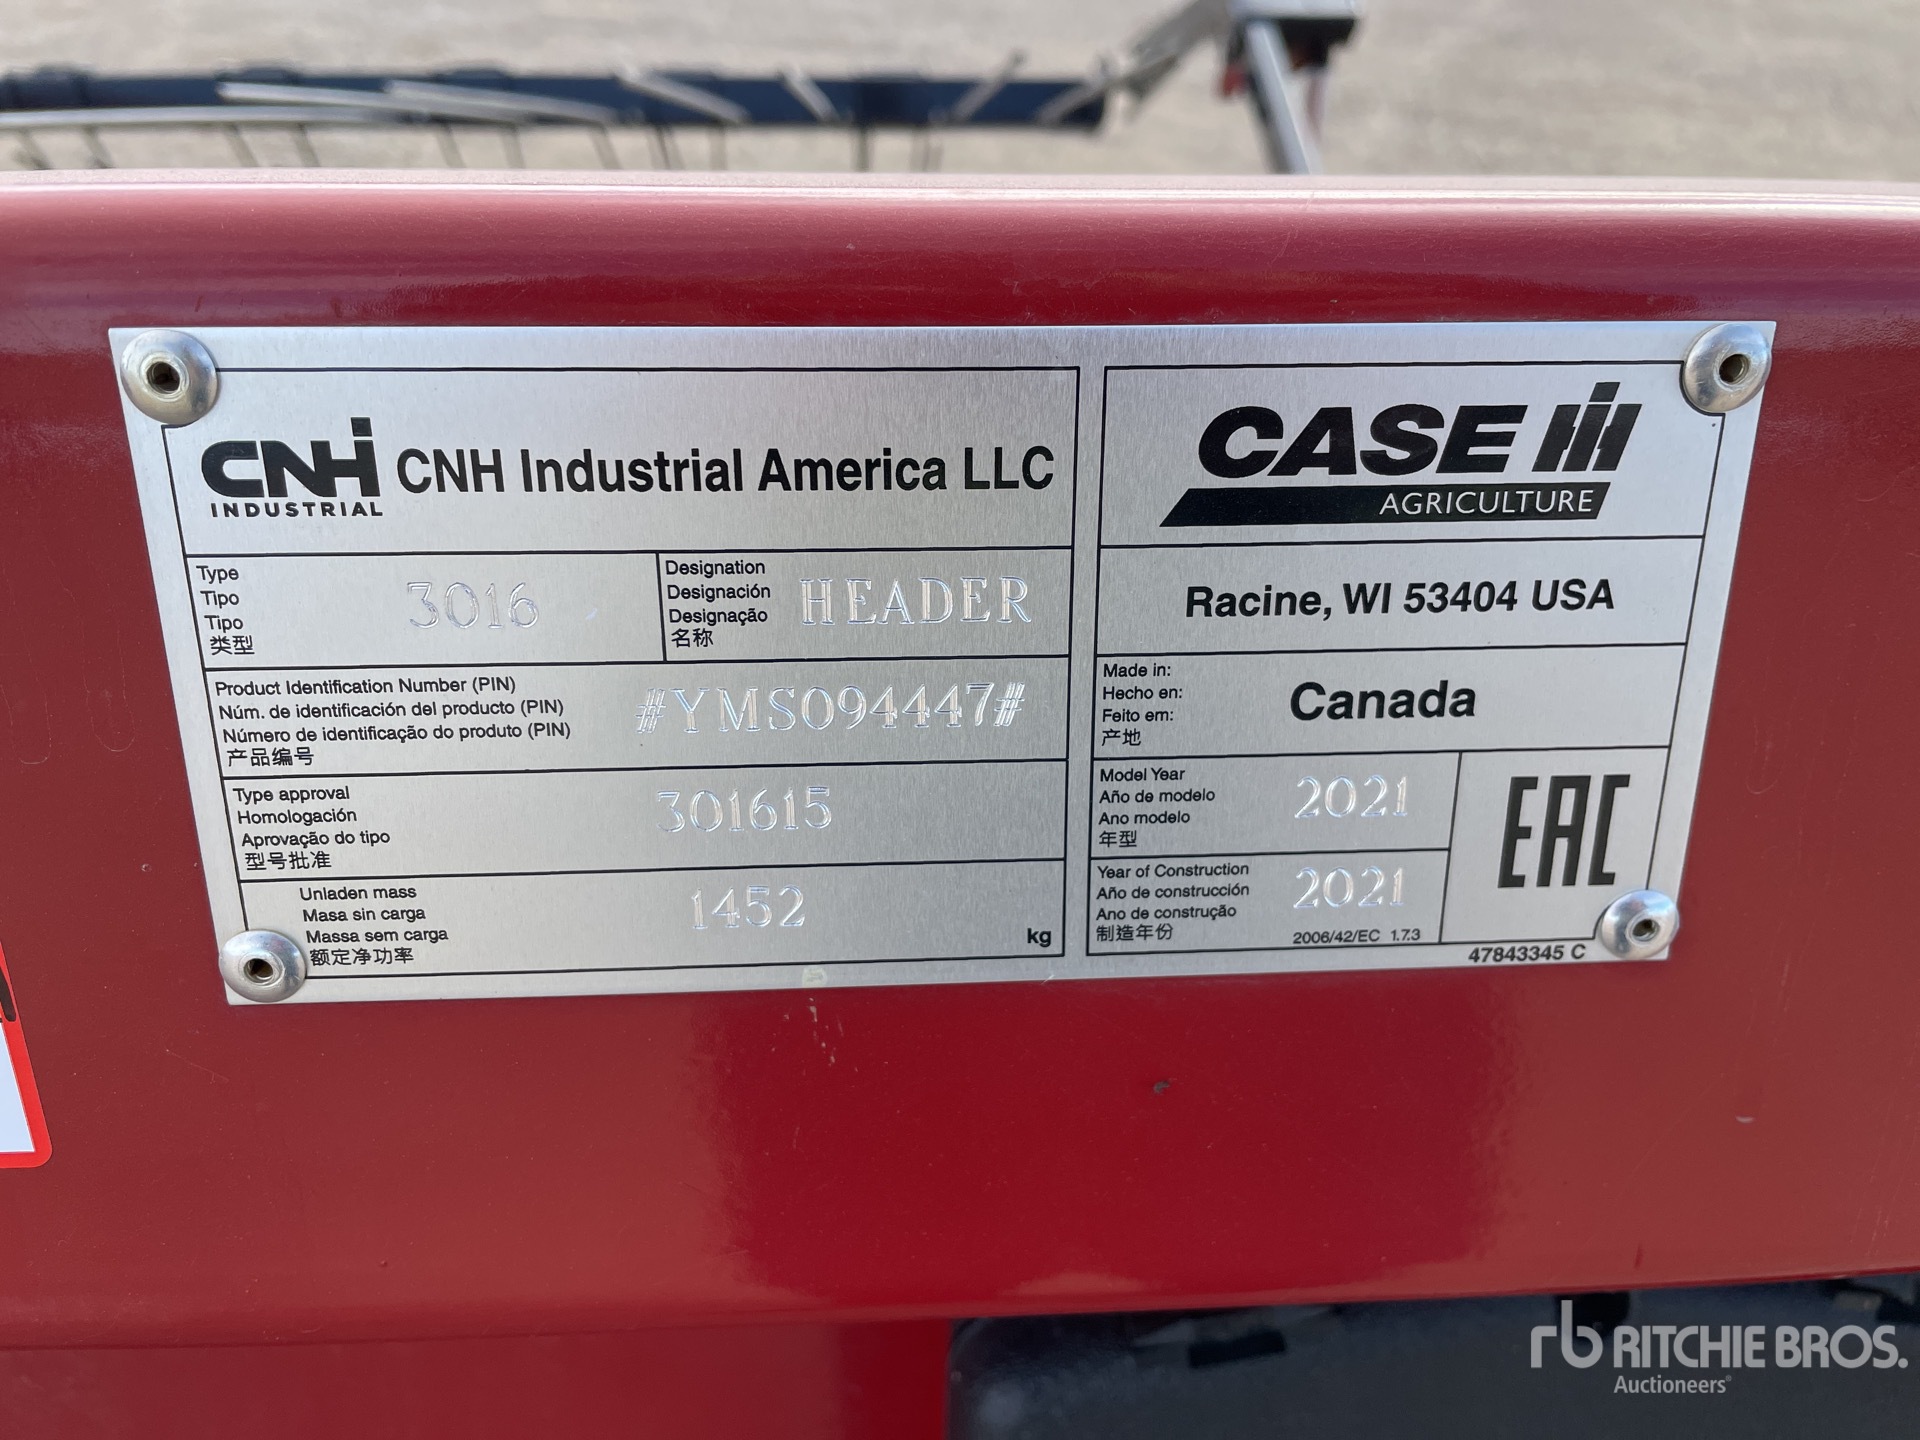 CNH
INDUSTRIAL
CNH Industrial America LLC
Type
Tipo
Tipo
类型
3016
Designation
Designación
Designação
名称
HEADER
Product Identification Number (PIN)
Núm. de identificación del producto (PIN)
Número de identificação do produto (PIN)
产品编号
#YMS094447#
Type approval
Homologación
Aprovação do tipo
型号批准
301615
Unladen mass
Masa sin carga
Massa sem carga
额定净功率
1452
kg
CASE IH
AGRICULTURE
Racine, WI 53404 USA
Made in:
Hecho en:
Feito em:
产地
Canada
Model Year
Año de modelo
Ano modelo
年型
2021
Year of Construction
Año de construcción
Ano de construção
制造年份
2021
2006/42/EC 1.7.3
EAC
47843345 C
rb RITCHIE BROS.
Auctioneers®